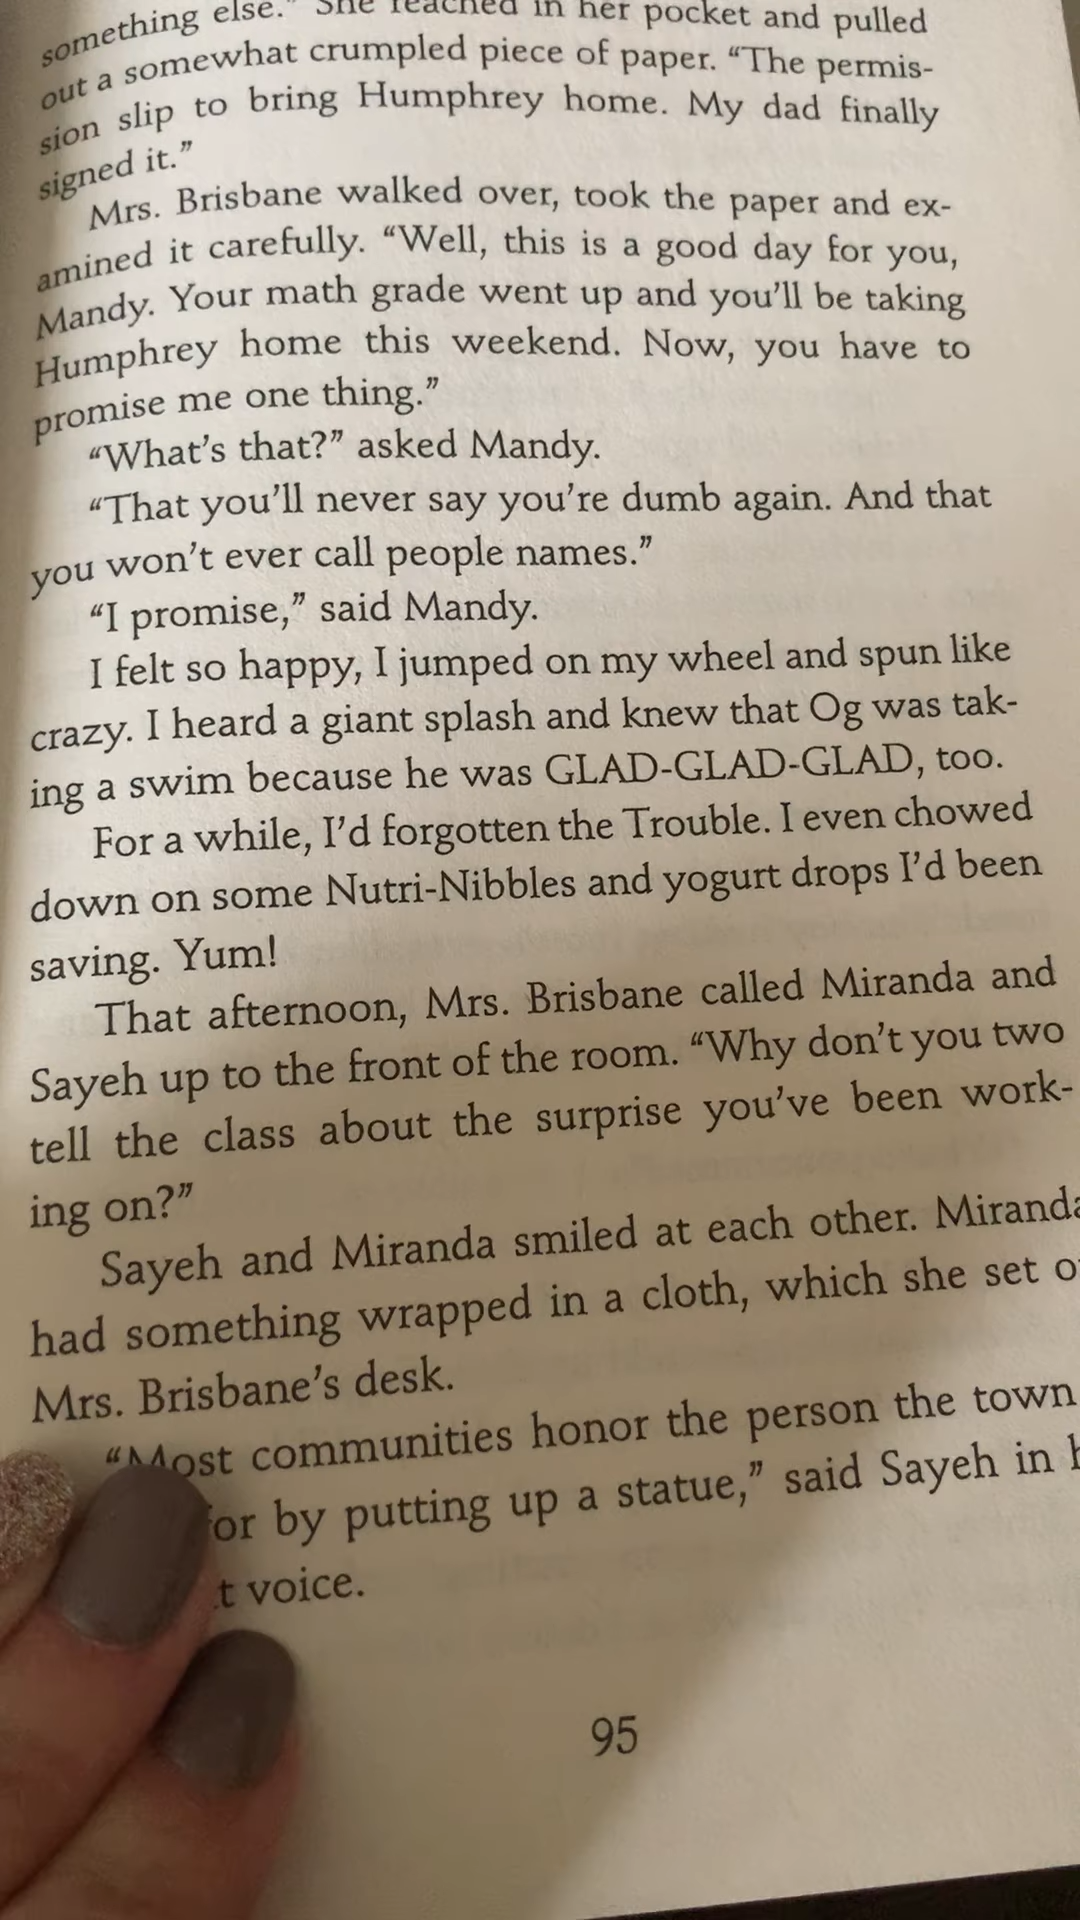 something else.” She reached in her pocket and pulled
out a somewhat crumpled piece of paper. “The permis-
sion slip to bring Humphrey home. My dad finally
signed it.”
Mrs. Brisbane walked over, took the paper and ex-
amined it carefully. “Well, this is a good day for you,
Mandy. Your math grade went up and you’ll be taking
Humphrey home this weekend. Now, you have to
promise me one thing.”
“What’s that?” asked Mandy.
“That you’ll never say you’re dumb again. And that
you won’t ever call people names.”
“I promise,” said Mandy.
I felt so happy, I jumped on my wheel and spun like
crazy. I heard a giant splash and knew that Og was tak-
ing a swim because he was GLAD-GLAD-GLAD, too.
For a while, I’d forgotten the Trouble. I even chowed
down on some Nutri-Nibbles and yogurt drops I’d been
saving. Yum!
That afternoon, Mrs. Brisbane called Miranda and
Sayeh up to the front of the room. “Why don’t you two
tell the class about the surprise you’ve been work-
ing on?”
Sayeh and Miranda smiled at each other. Miranda
had something wrapped in a cloth, which she set
Mrs. Brisbane’s desk.
“Most communities honor the person the town
for by putting up a statue,” said Sayeh in
voice.
95